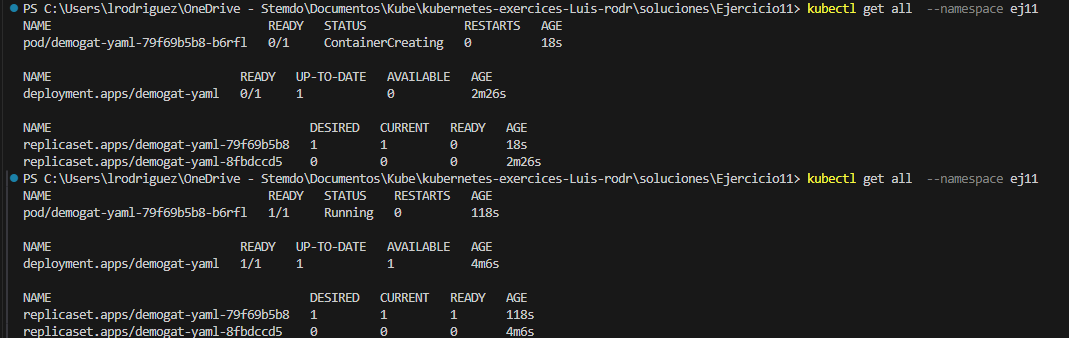 PS C:\Users\lrodriguez\OneDrive - Stemdo\Documentos\Kube\kubernetes-exercices-Luis-rodr\soluciones\Ejercicio11> kubectl get all  --namespace ej11
NAME                               READY   STATUS              RESTARTS   AGE
pod/demogat-yaml-79f69b5b8-b6rfl   0/1     ContainerCreating   0          18s

NAME                           READY   UP-TO-DATE   AVAILABLE   AGE
deployment.apps/demogat-yaml   0/1     1            0           2m26s

NAME                                     DESIRED   CURRENT   READY   AGE
replicaset.apps/demogat-yaml-79f69b5b8   1         1         0       18s
replicaset.apps/demogat-yaml-8fbdccd5    0         0         0       2m26s
PS C:\Users\lrodriguez\OneDrive - Stemdo\Documentos\Kube\kubernetes-exercices-Luis-rodr\soluciones\Ejercicio11> kubectl get all  --namespace ej11
NAME                               READY   STATUS    RESTARTS   AGE
pod/demogat-yaml-79f69b5b8-b6rfl   1/1     Running   0          118s

NAME                           READY   UP-TO-DATE   AVAILABLE   AGE
deployment.apps/demogat-yaml   1/1     1            1           4m6s

NAME                                     DESIRED   CURRENT   READY   AGE
replicaset.apps/demogat-yaml-79f69b5b8   1         1         1       118s
replicaset.apps/demogat-yaml-8fbdccd5    0         0         0       4m6s